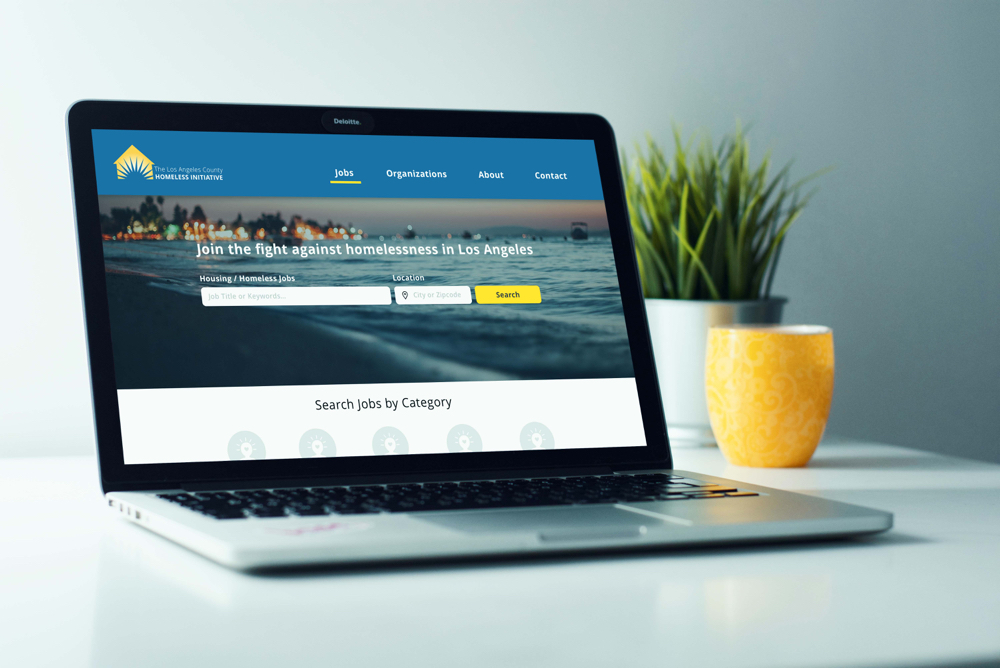 Deloitte.
The Los Angeles County
HOMELESS INITIATIVE
Jobs Organizations About Contact
Join the fight against homelessness in Los Angeles
Housing / Homeless Jobs Location
Job Title or Keywords... City or Zipcode Search
Search Jobs by Category